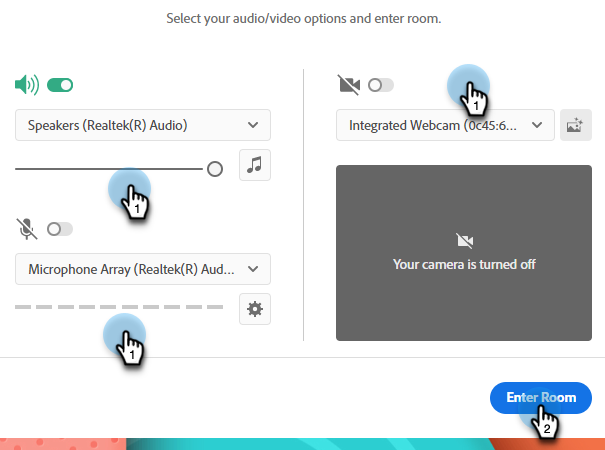 Select your audio/video options and enter room.
1
Speakers (Realtek(R) Audio)
Integrated Webcam (0c45:6...
1
Microphone Array (Realtek(R) Aud...
Your camera is turned off
1
Enter Room
2